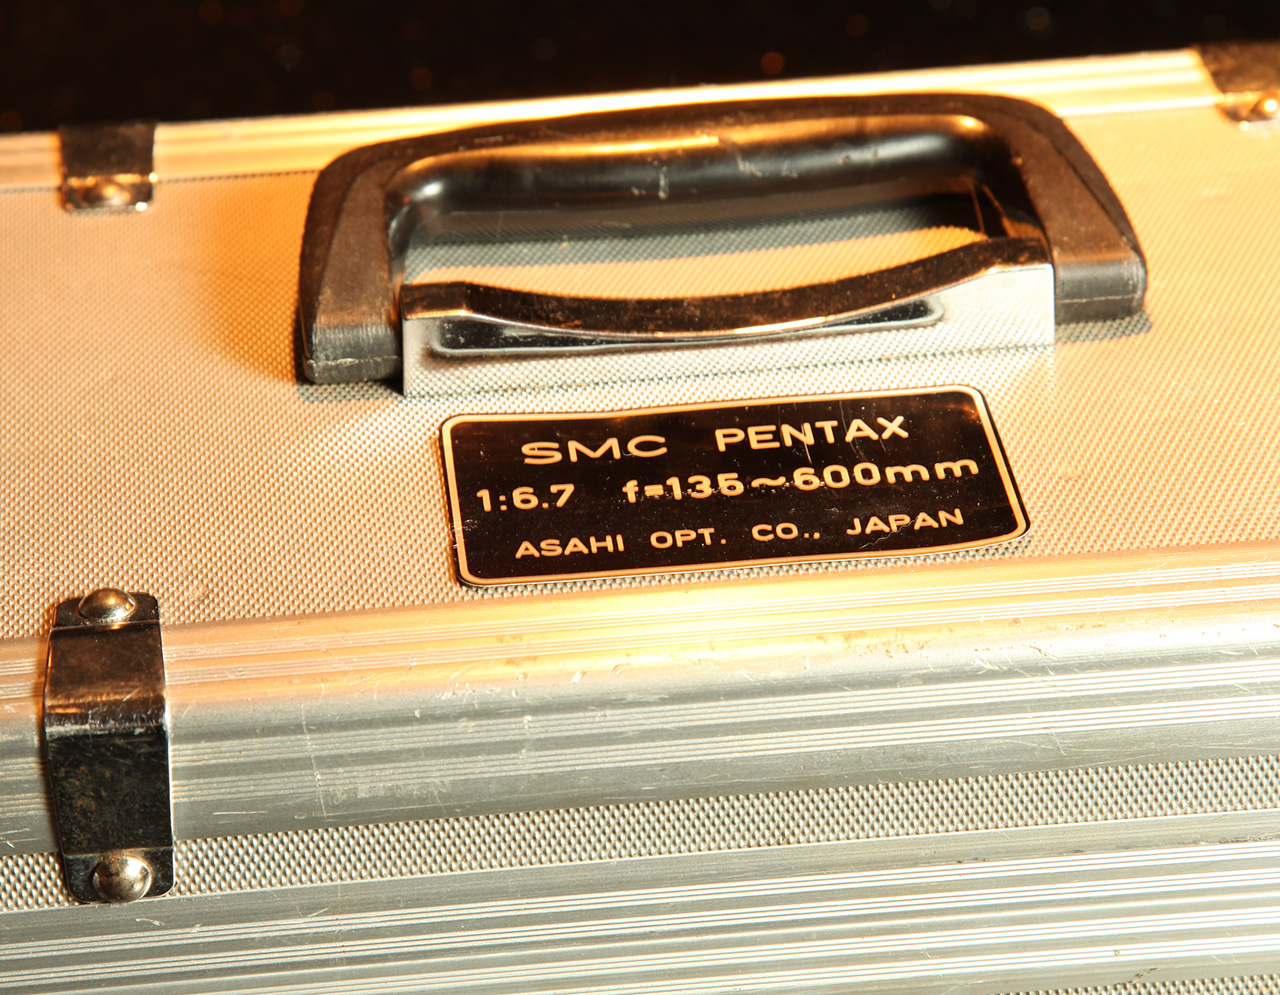 SMC PENTAX
1:6.7 f=135~600mm
ASAHI OPT. CO., JAPAN